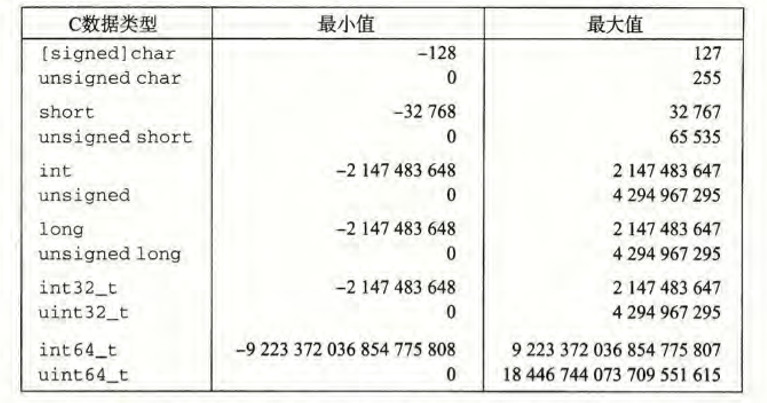 C数据类型 最小值 最大值
[signed]char -128 127
unsigned char 0 255
short -32 768 32 767
unsigned short 0 65 535
int -2 147 483 648 2 147 483 647
unsigned 0 4 294 967 295
long -2 147 483 648 2 147 483 647
unsigned long 0 4 294 967 295
int32_t -2 147 483 648 2 147 483 647
uint32_t 0 4 294 967 295
int64_t -9 223 372 036 854 775 808 9 223 372 036 854 775 807
uint64_t 0 18 446 744 073 709 551 615